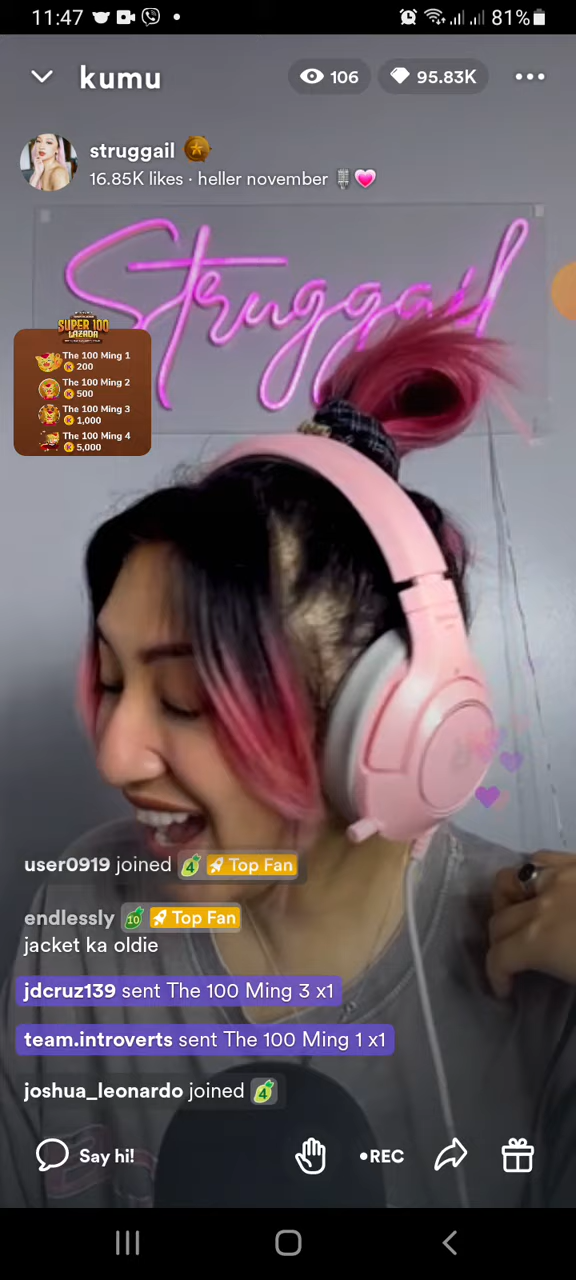 11:47
81%
kumu
106
95.83K
struggail
16.85K likes · heller november
Struggail
SUPER 100
LAZADA
The 100 Ming 1
200
The 100 Ming 2
500
The 100 Ming 3
1,000
The 100 Ming 4
5,000
user0919 joined 4 Top Fan
endlessly 10 Top Fan
jacket ka oldie
jdcruz139 sent The 100 Ming 3 x1
team.introverts sent The 100 Ming 1 x1
joshua_leonardo joined 4
Say hi!
•REC